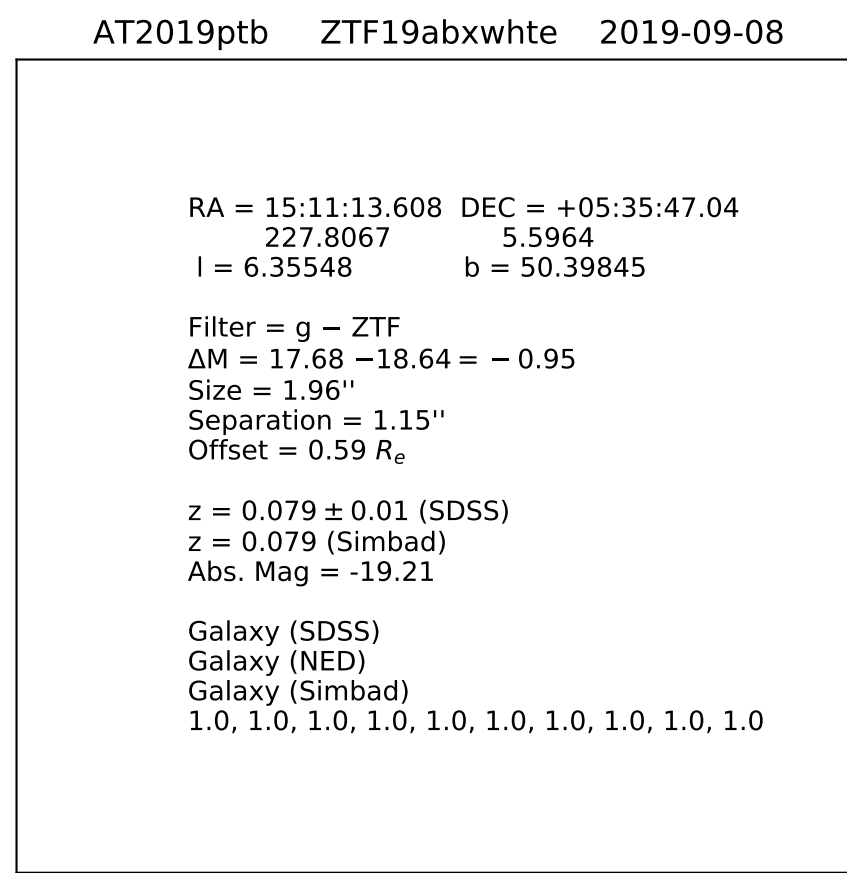 AT2019ptb ZTF19abxwhte 2019-09-08
RA = 15:11:13.608 DEC = +05:35:47.04
227.8067 5.5964
l = 6.35548 b = 50.39845
Filter = g − ZTF
ΔM = 17.68 −18.64 = − 0.95
Size = 1.96''
Separation = 1.15''
Offset = 0.59 Re
z = 0.079 ± 0.01 (SDSS)
z = 0.079 (Simbad)
Abs. Mag = -19.21
Galaxy (SDSS)
Galaxy (NED)
Galaxy (Simbad)
1.0, 1.0, 1.0, 1.0, 1.0, 1.0, 1.0, 1.0, 1.0, 1.0